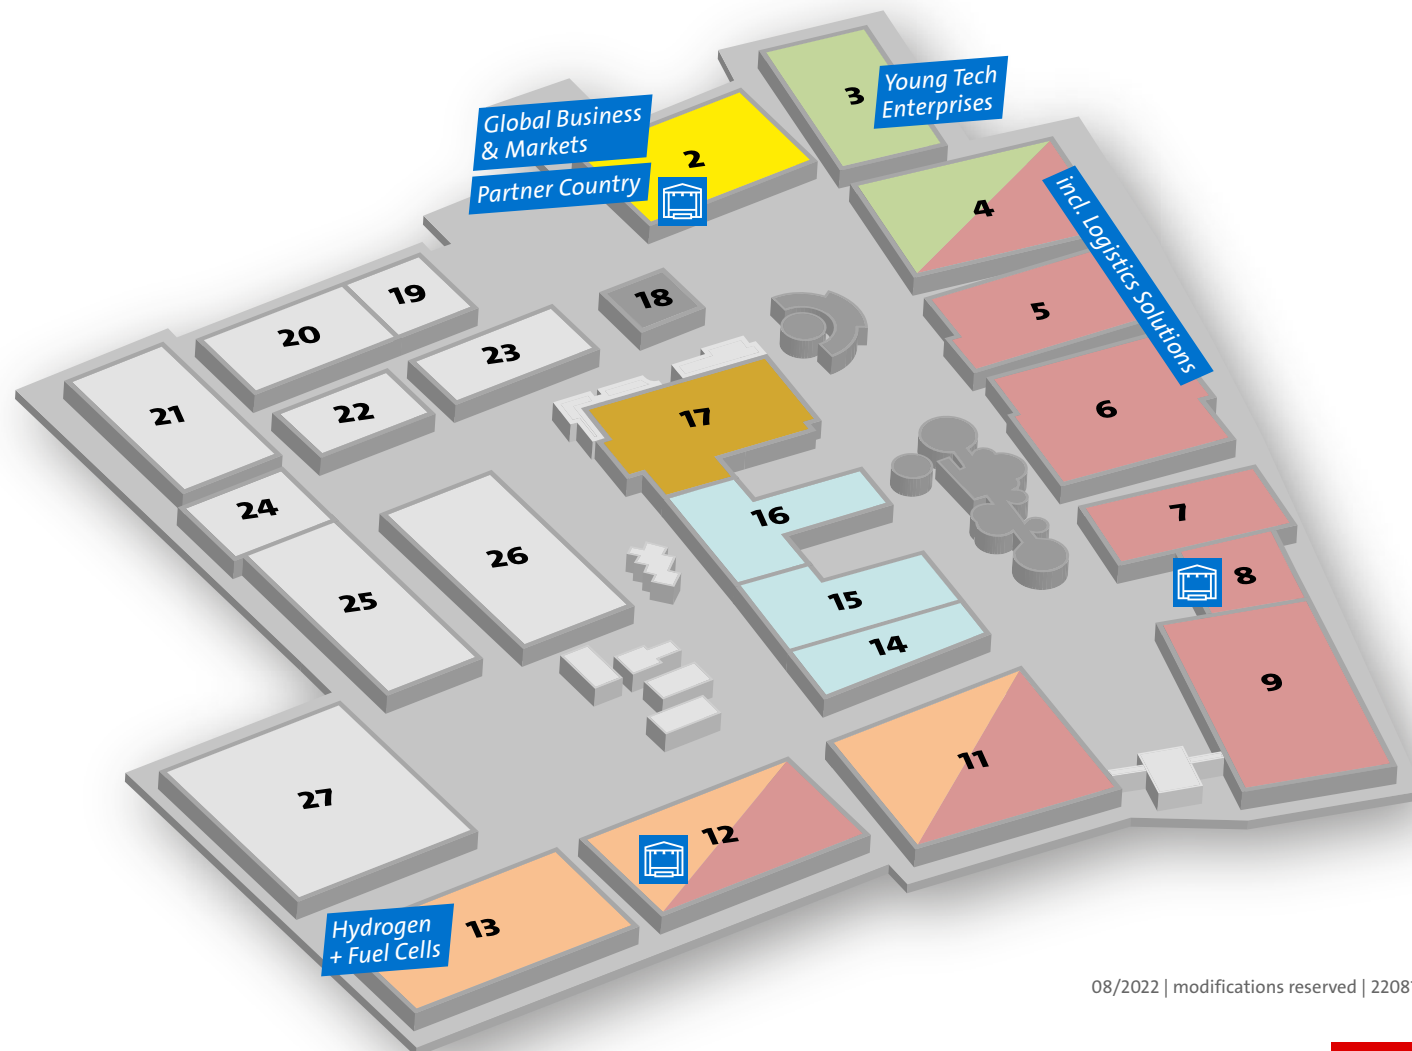 3
Young Tech
Enterprises
Global Business
& Markets
2
Partner Country
4
incl. Logistics Solutions
19
18
5
20
23
21
22
17
6
24
16
7
26
8
25
15
14
9
11
27
12
Hydrogen
+ Fuel Cells
13
08/2022 | modifications reserved |